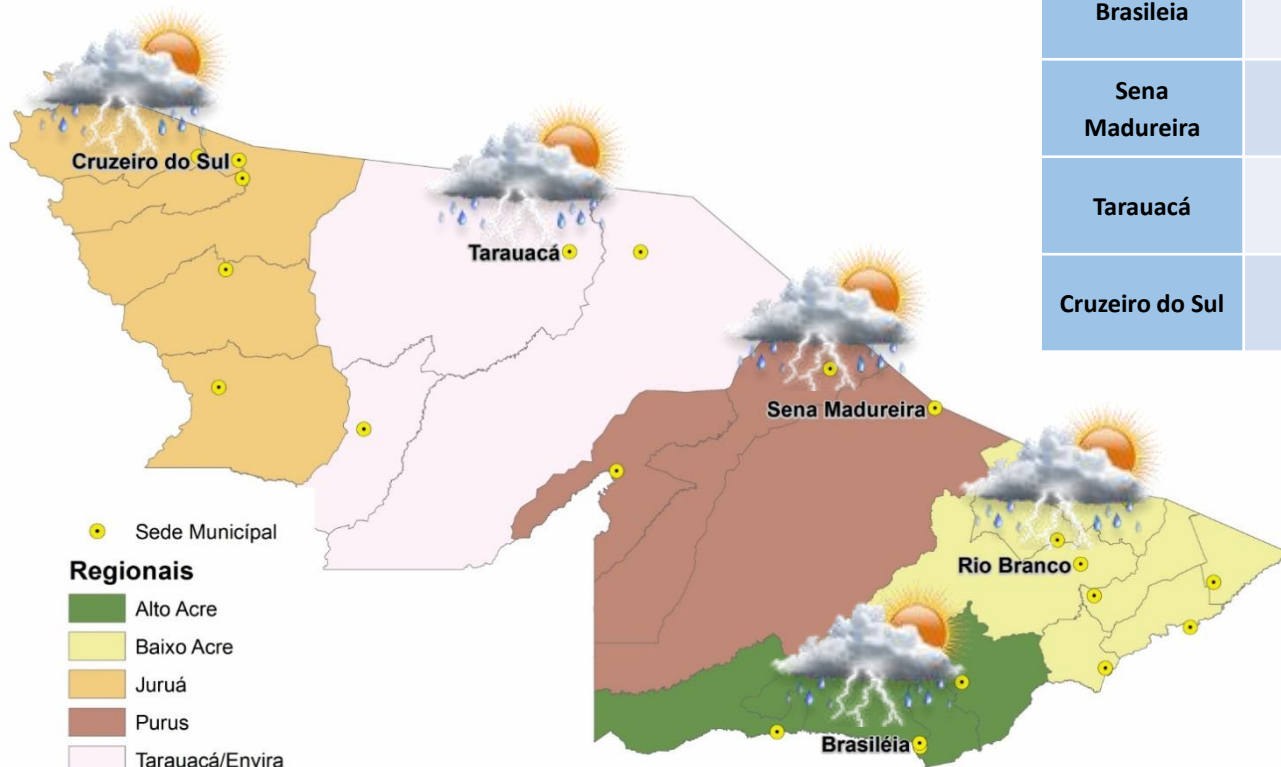 Brasileia
Sena
Madureira
Tarauacá
Cruzeiro do Sul
Cruzeiro do Sul
Tarauacá
Sena Madureira
Rio Branco
Brasiléia
Sede Municípal
Regionais
Alto Acre
Baixo Acre
Juruá
Purus
Tarauacá/Envira